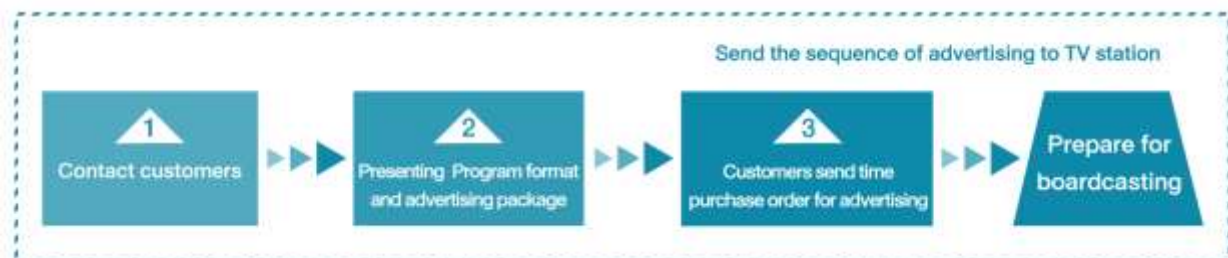 Send the sequence of advertising to TV station
1
Contact customers
2
Presenting Program format
and advertising package
3
Customers send time
purchase order for advertising
Prepare for
boardcasting